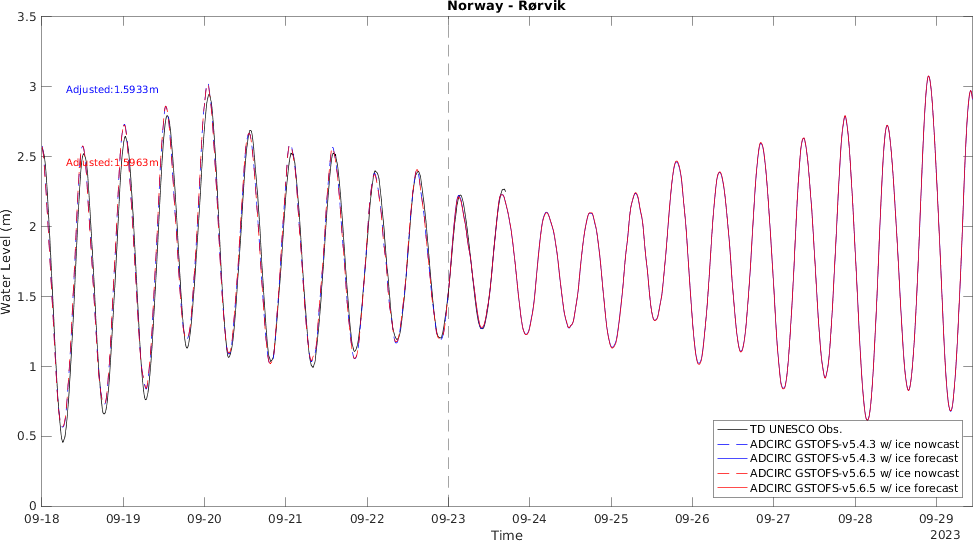 Norway - Rørvik
3.5
3
2.5
2
1.5
1
0.5
0
Water Level (m)
Adjusted:1.5933m
Adjusted:1.5963m
TD UNESCO Obs.
ADCIRC GSTOFS-v5.4.3 w/ ice nowcast
ADCIRC GSTOFS-v5.4.3 w/ ice forecast
ADCIRC GSTOFS-v5.6.5 w/ ice nowcast
ADCIRC GSTOFS-v5.6.5 w/ ice forecast
09-18 09-19 09-20 09-21 09-22 09-23 09-24 09-25 09-26 09-27 09-28 09-29
2023
Time